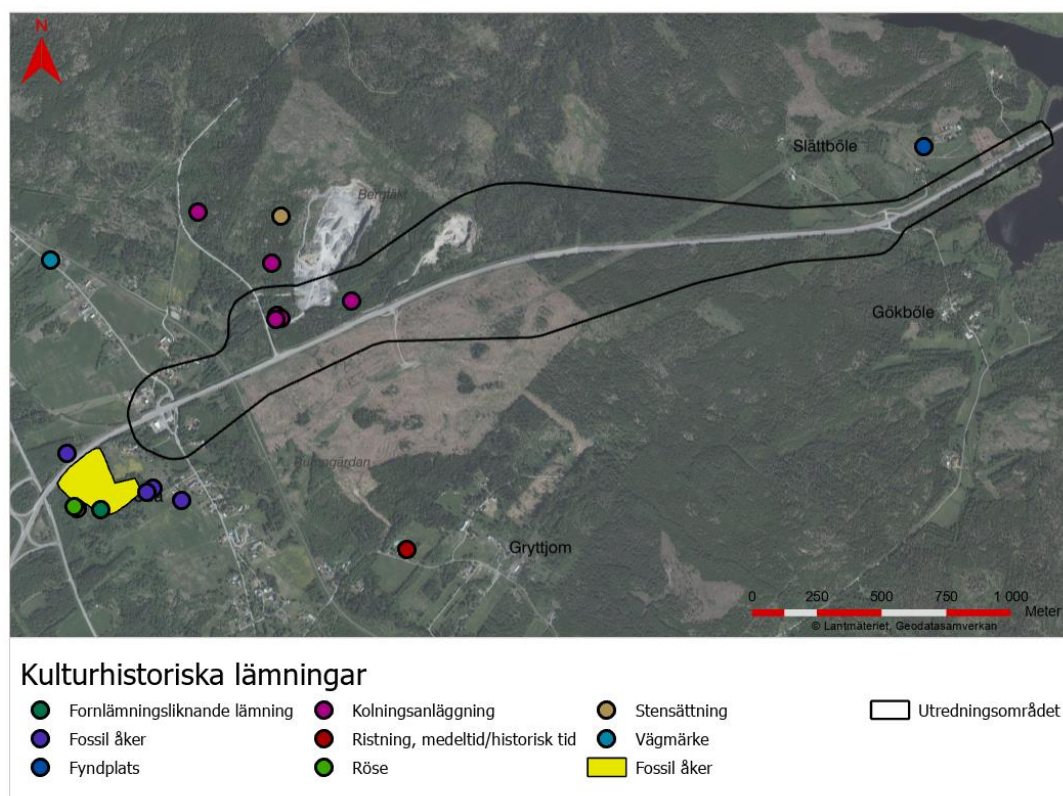 N
Slättböle
Bergtäkt
Gökböle
Gryttjom
0 250 500 750 1 000
Meter
© Lantmäteriet, Geodatasamverkan
Kulturhistoriska lämningar
Fornlämningsliknande lämning
Kolningsanläggning
Stensättning
Utredningsområdet
Fossil åker
Ristning, medeltid/historisk tid
Vägmärke
Fyndplats
Röse
Fossil åker